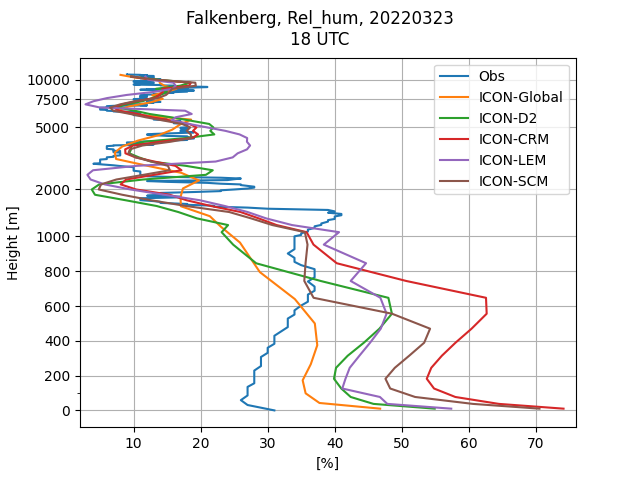 Falkenberg, Rel_hum, 20220323
18 UTC
Obs
ICON-Global
ICON-D2
ICON-CRM
ICON-LEM
ICON-SCM
Height [m]
10000
7500
5000
2000
1000
800
600
400
200
0
10 20 30 40 50 60 70
[%]